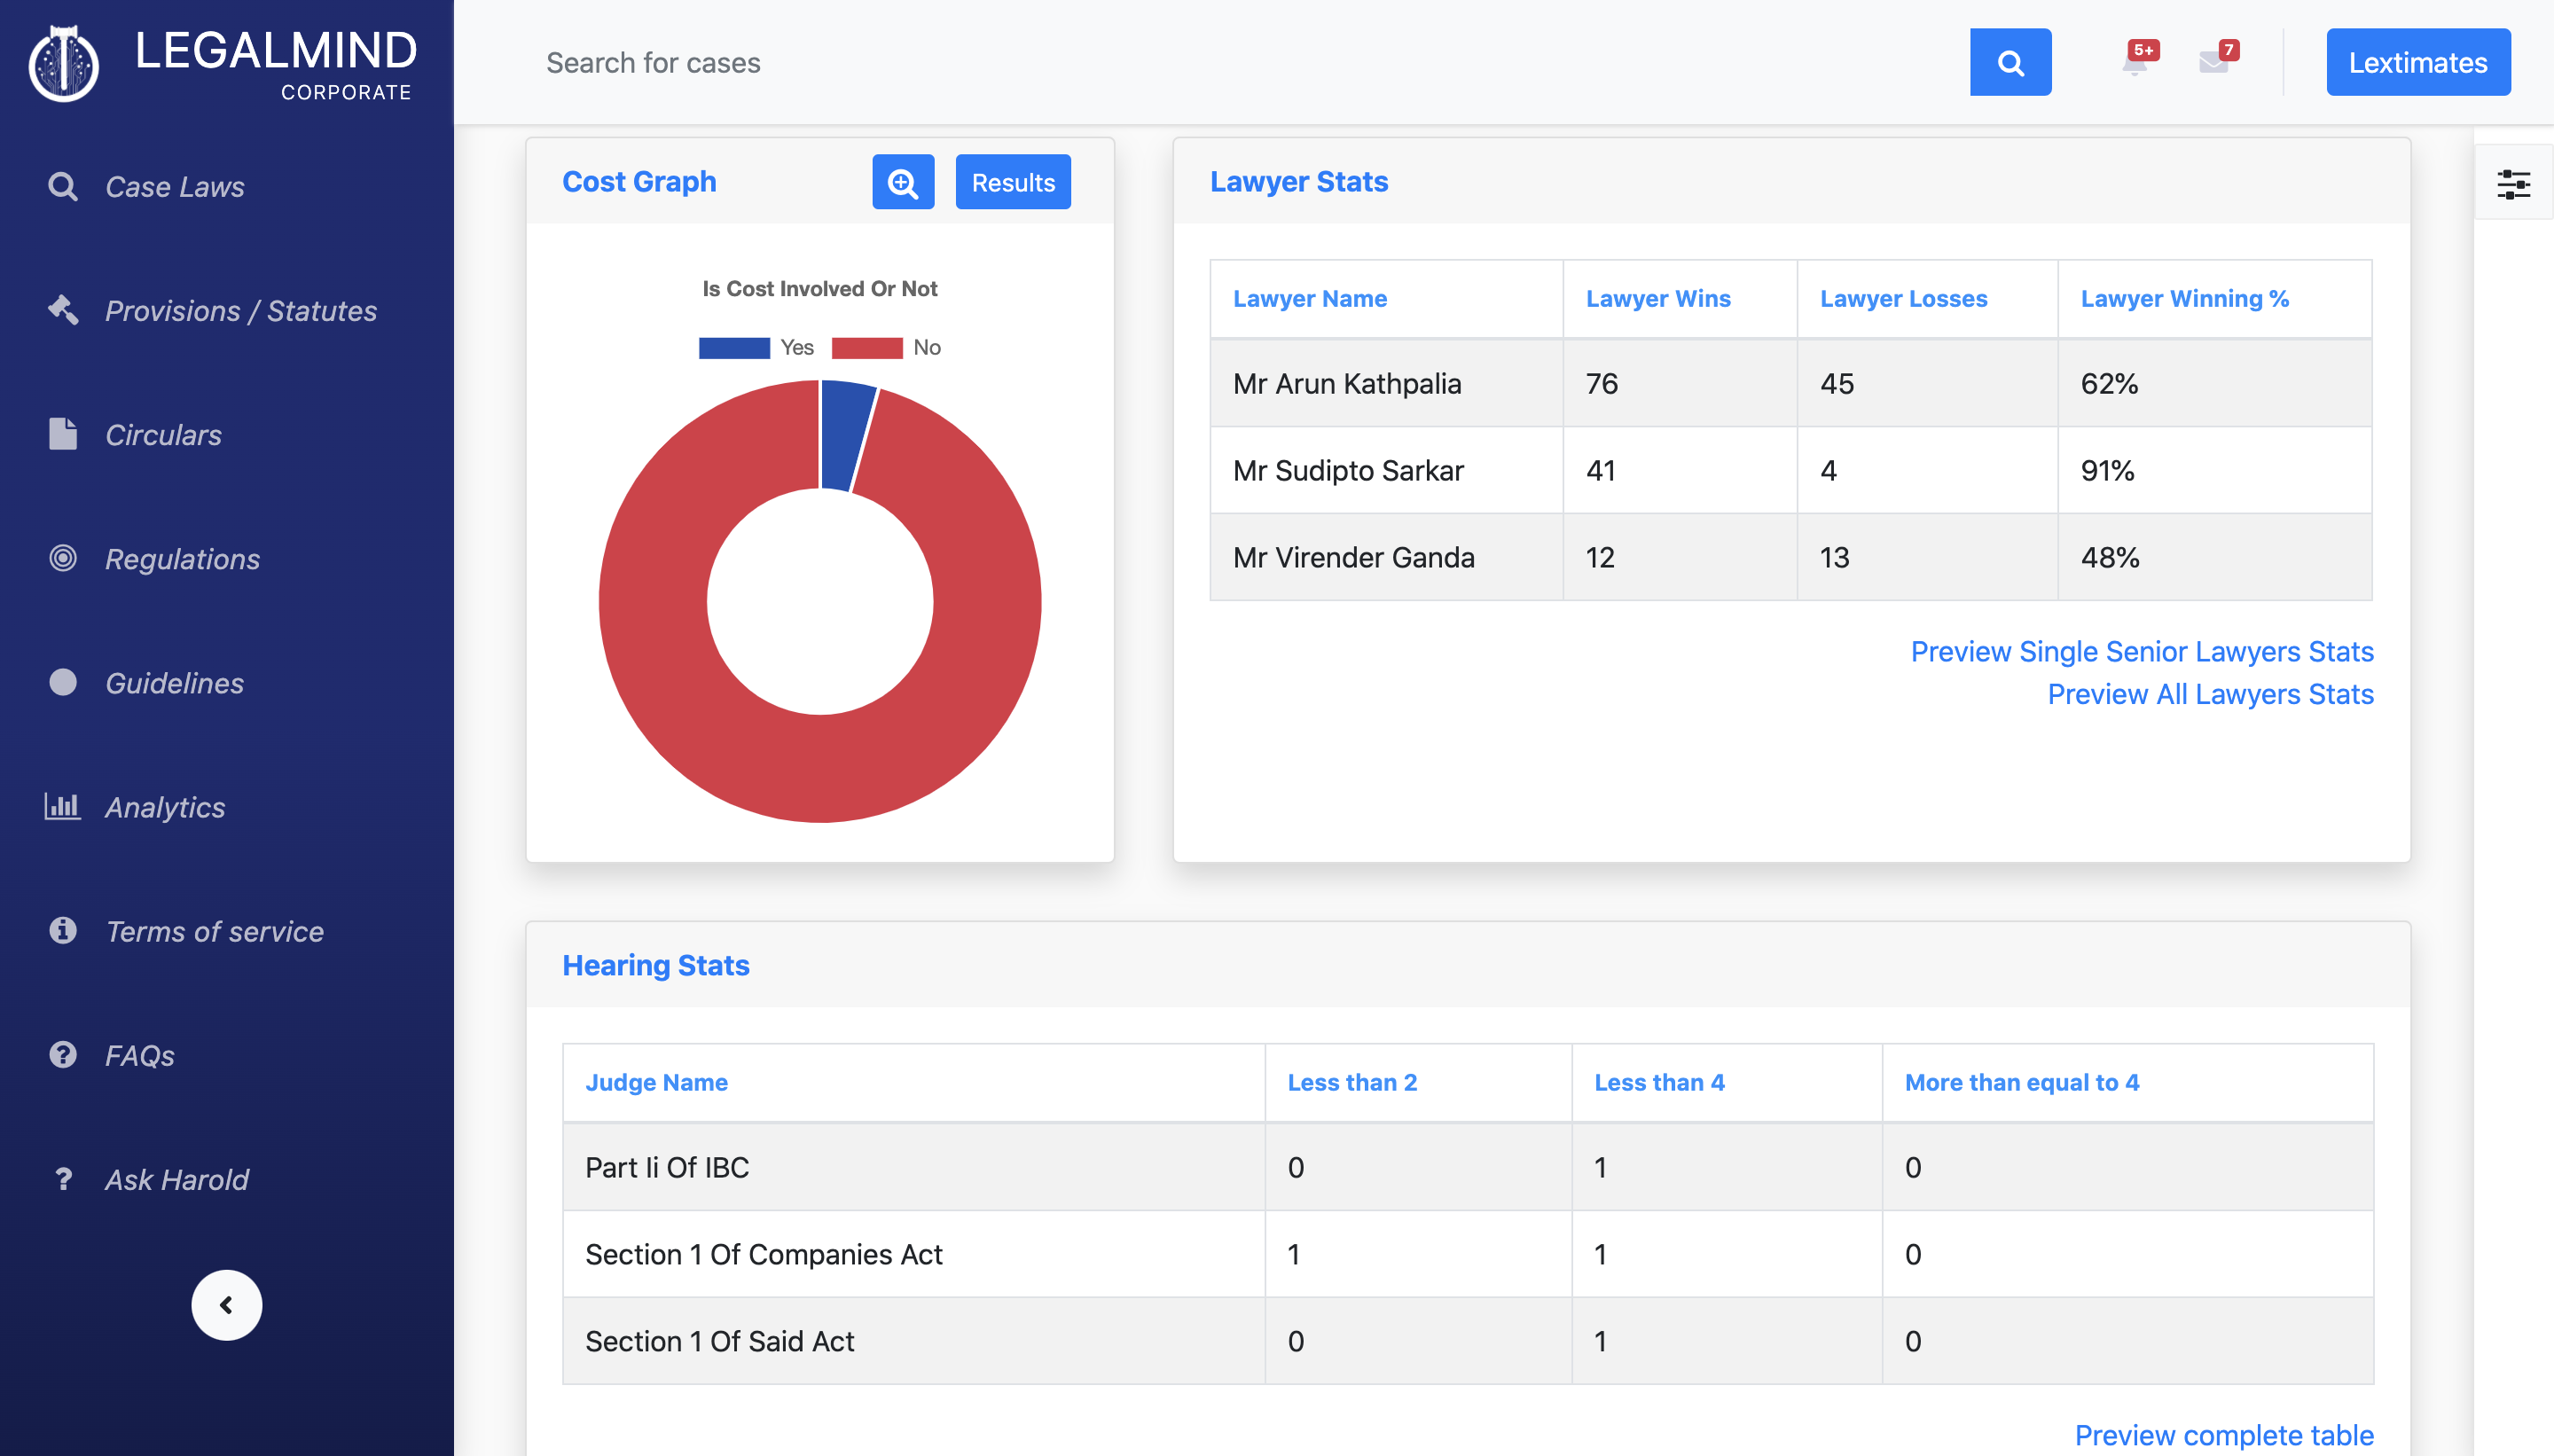 LEGALMIND
CORPORATE
Case Laws
Provisions / Statutes
Circulars
Regulations
Guidelines
Analytics
Terms of service
FAQs
Ask Harold
Search for cases
5+
7
Lextimates
Cost Graph
Results
Is Cost Involved Or Not
Yes No
Lawyer Stats
Lawyer Name Lawyer Wins Lawyer Losses Lawyer Winning %
Mr Arun Kathpalia 76 45 62%
Mr Sudipto Sarkar 41 4 91%
Mr Virender Ganda 12 13 48%
Preview Single Senior Lawyers Stats
Preview All Lawyers Stats
Hearing Stats
Judge Name Less than 2 Less than 4 More than equal to 4
Part Ii Of IBC 0 1 0
Section 1 Of Companies Act 1 1 0
Section 1 Of Said Act 0 1 0
Preview complete table